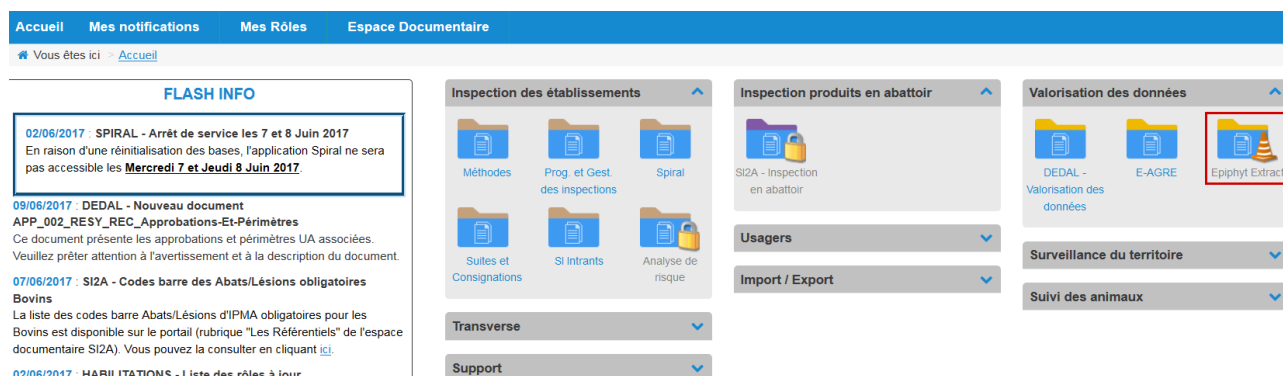 Accueil Mes notifications Mes Rôles Espace Documentaire
Vous êtes ici > Accueil
FLASH INFO
02/06/2017 : SPIRAL - Arrêt de service les 7 et 8 Juin 2017
En raison d'une réinitialisation des bases, l'application Spiral ne sera
pas accessible les Mercredi 7 et Jeudi 8 Juin 2017.
09/06/2017 : DEDAL - Nouveau document
APP_002_RESY_REC_Approbations-Et-Périmètres
Ce document présente les approbations et périmètres UA associées.
Veuillez prêter attention à l'avertissement et à la description du document.
07/06/2017 : SI2A - Codes barre des Abats/Lésions obligatoires
Bovins
La liste des codes barre Abats/Lésions d'IPMA obligatoires pour les
Bovins est disponible sur le portail (rubrique "Les Référentiels" de l'espace
documentaire SI2A). Vous pouvez la consulter en cliquant ici.
02/06/2017 : HABILITATIONS - Liste des rôles à jour
Inspection des établissements
Méthodes
Prog. et Gest.
des inspections
Spiral
Suites et
Consignations
SI Intrants
Analyse de
risque
Transverse
Support
Inspection produits en abattoir
SI2A - Inspection
en abattoir
Usagers
Import / Export
Valorisation des données
DEDAL -
Valorisation des
données
E-AGRE
Epiphyt Extract
Surveillance du territoire
Suivi des animaux